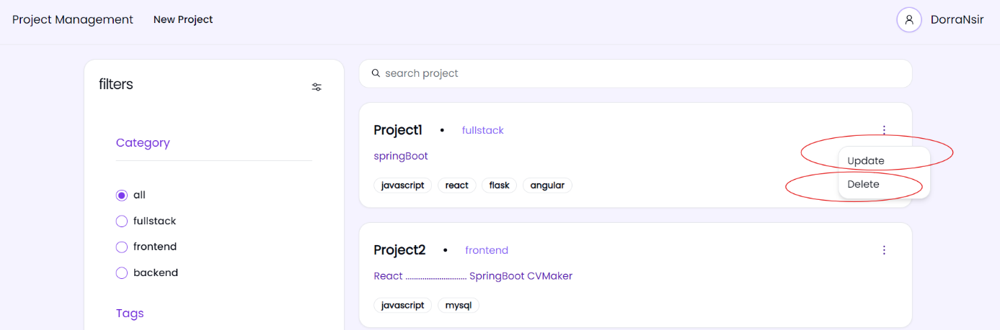 Project Management New Project DorraNsir
filters
Category
all
fullstack
frontend
backend
Tags
search project
Project1 • fullstack
springBoot
javascript react flask angular
Update
Delete
Project2 • frontend
React ............................. SpringBoot CVMaker
javascript mysql